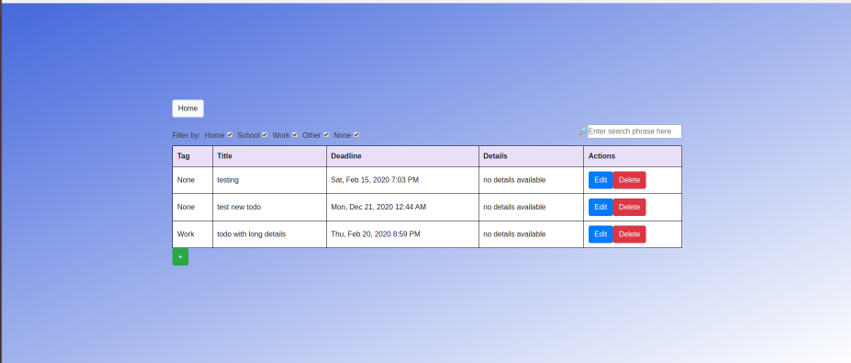 Home
Filter by: Home School Work Other None Enter search phrase here
Tag Title Deadline Details Actions
None testing Sat, Feb 15, 2020 7:03 PM no details available Edit Delete
None test new todo Mon, Dec 21, 2020 12:44 AM no details available Edit Delete
Work todo with long details Thu, Feb 20, 2020 8:59 PM no details available Edit Delete
+